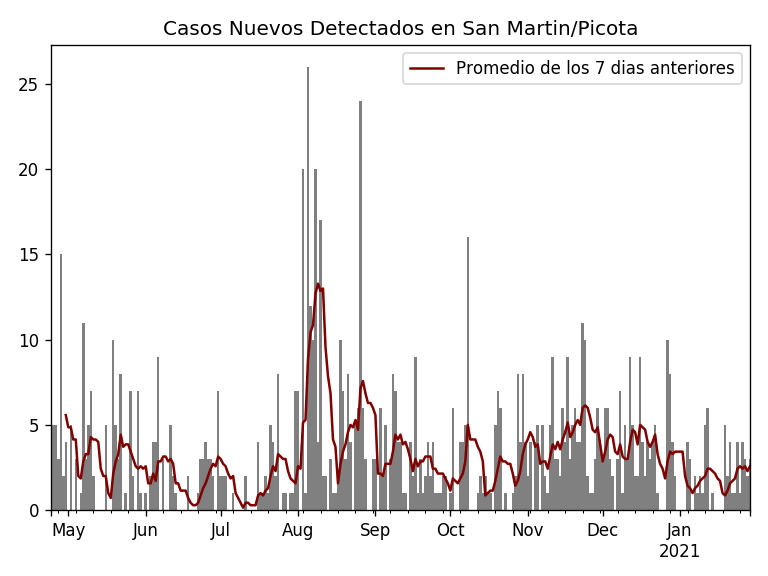 Casos Nuevos Detectados en San Martin/Picota
Promedio de los 7 dias anteriores
25
20
15
10
5
0
May Jun Jul Aug Sep Oct Nov Dec Jan
2021